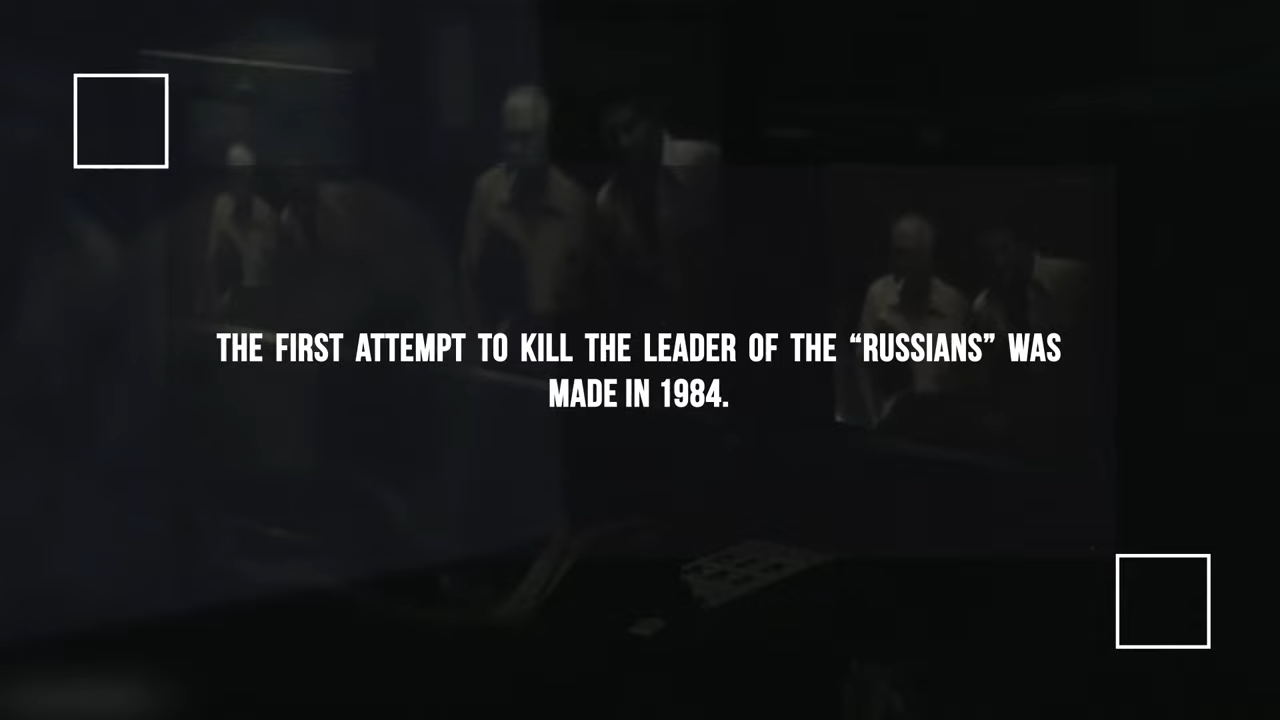 THE FIRST ATTEMPT TO KILL THE LEADER OF THE “RUSSIANS” WAS
MADE IN 1984.